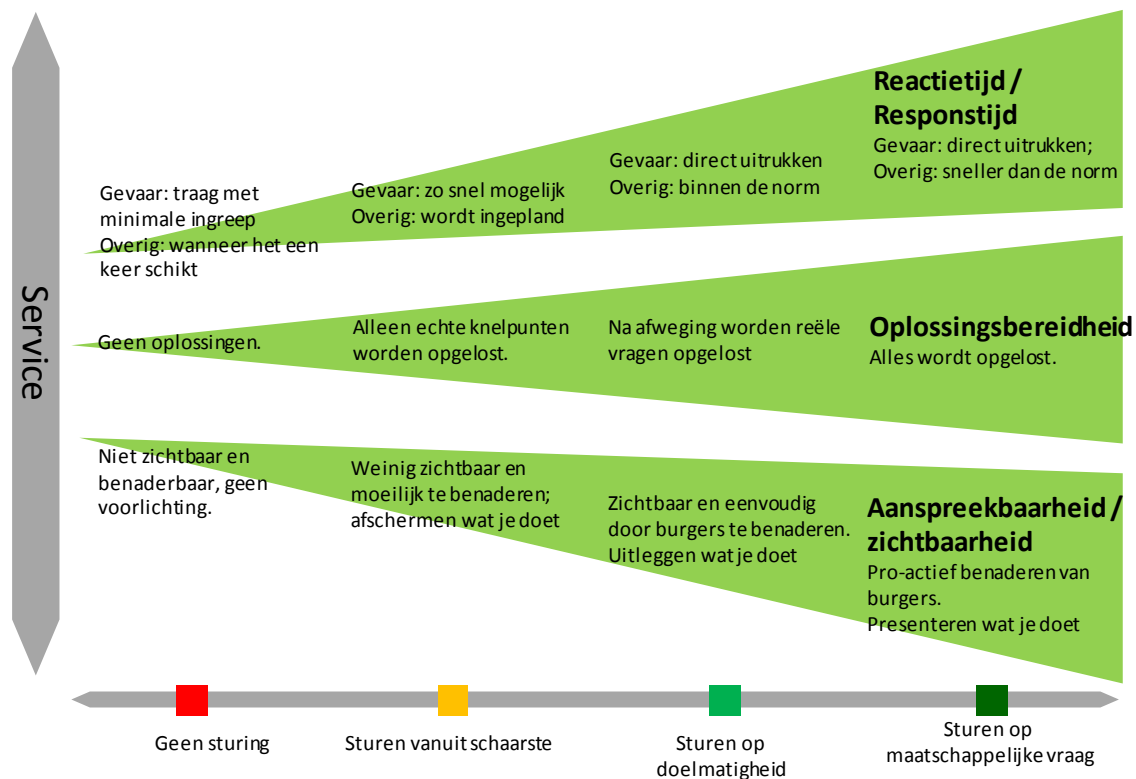 Service
Gevaar: traag met
minimale ingreep
Overig: wanneer het een
keer schikt
Gevaar: zo snel mogelijk
Overig: wordt ingepland
Gevaar: direct uitrukken
Overig: binnen de norm
Reactietijd /
Responstijd
Gevaar: direct uitrukken;
Overig: sneller dan de norm
Geen oplossingen.
Alleen echte knelpunten
worden opgelost.
Na afweging worden reële
vragen opgelost
Oplossingsbereidheid
Alles wordt opgelost.
Niet zichtbaar en
benaderbaar, geen
voorlichting.
Weinig zichtbaar en
moeilijk te benaderen;
afschermen wat je doet
Zichtbaar en eenvoudig
door burgers te benaderen.
Uitleggen wat je doet
Aanspreekbaarheid /
zichtbaarheid
Pro-actief benaderen van
burgers.
Presenteren wat je doet
Geen sturing
Sturen vanuit schaarste
Sturen op
doelmatigheid
Sturen op
maatschappelijke vraag